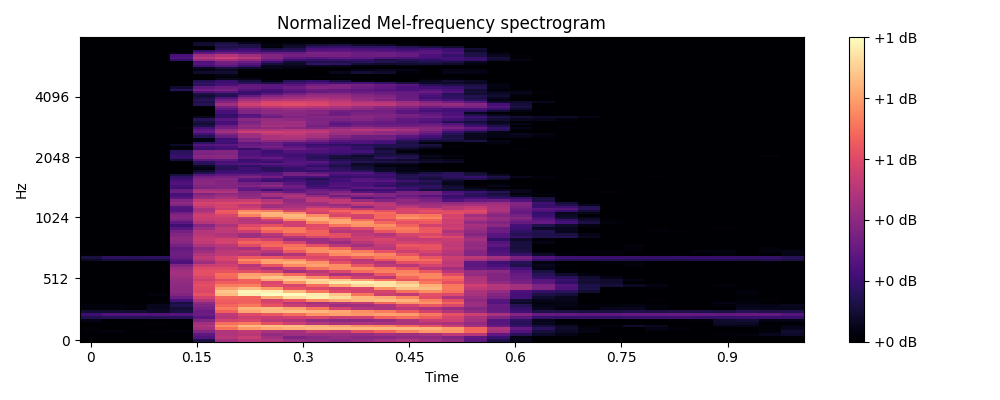 Normalized Mel-frequency spectrogram
+1 dB
4096
+1 dB
2048
+1 dB
Hz
1024
+0 dB
512
+0 dB
0
+0 dB
0 0.15 0.3 0.45 0.6 0.75 0.9
Time